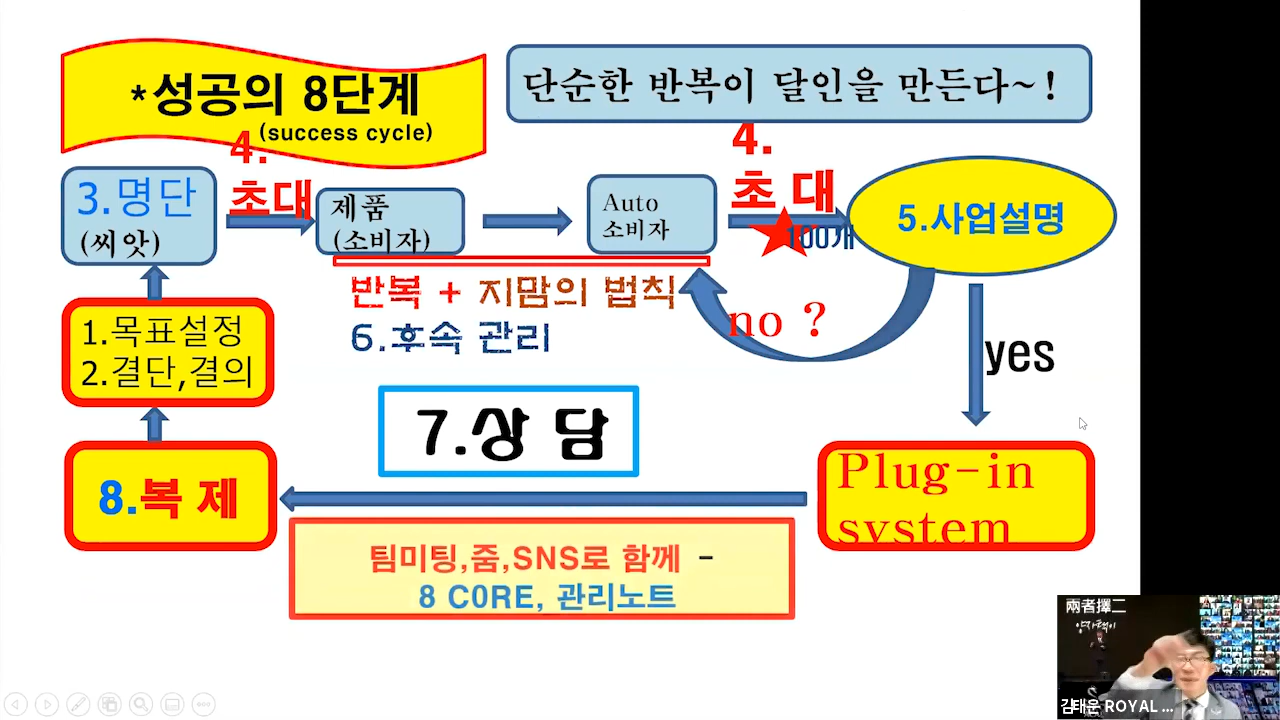 *성공의 8단계
(success cycle)
단순한 반복이 달인을 만든다~!
3.명단
(씨앗)
4.
초대
제품
(소비자)
Auto
소비자
4.
초 대
100개
5.사업설명
반복 + 지맘의 법칙
6.후속 관리
no ?
yes
1.목표설정
2.결단,결의
7.상 담
8.복 제
Plug-in
system
팀미팅,줌,SNS로 함께 -
8 CORE, 관리노트
兩者擇二
양자택이
김태운 ROYAL ...